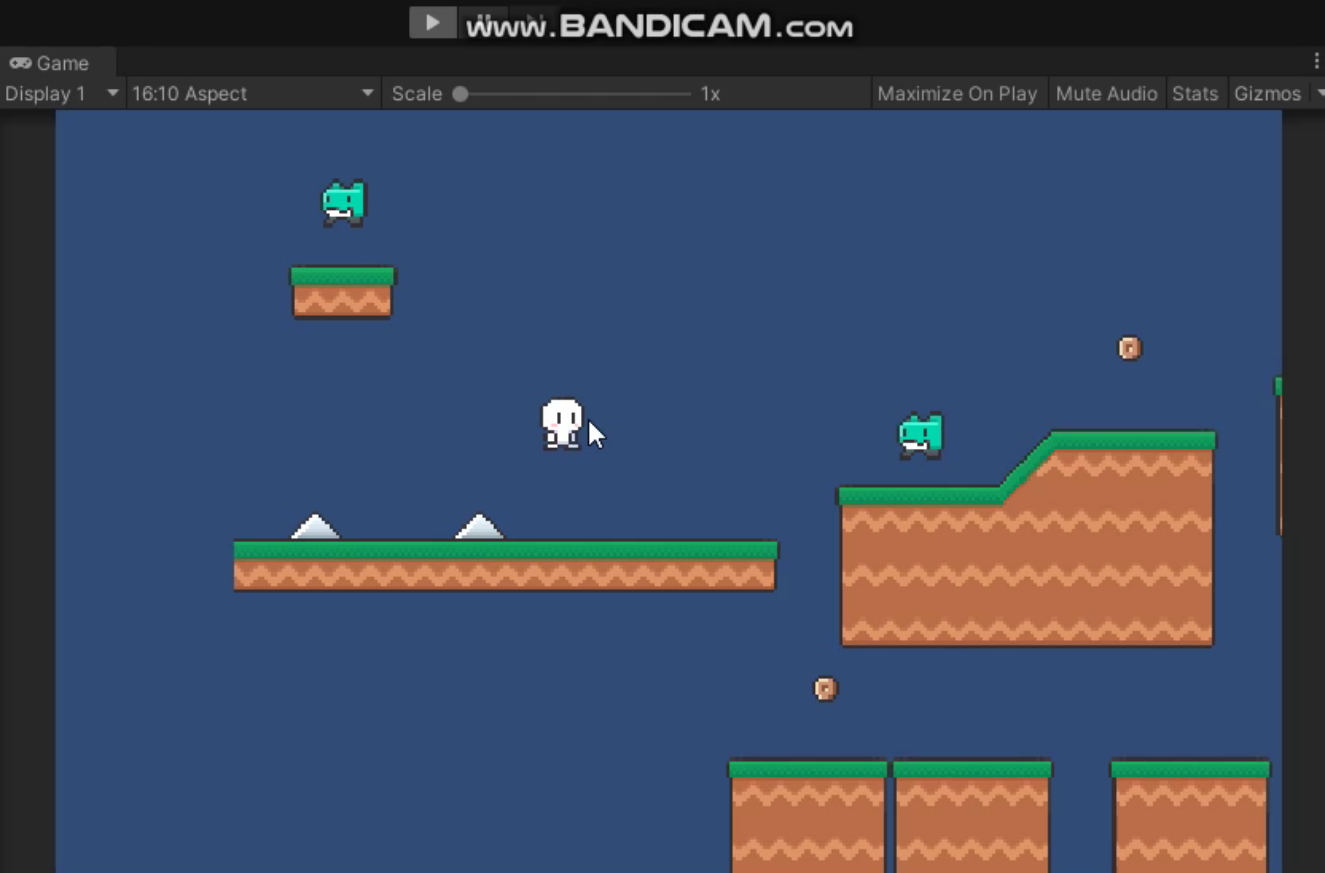 www.BANDICAM.com
Game
Display 1 16:10 Aspect Scale 1x Maximize On Play Mute Audio Stats Gizmos